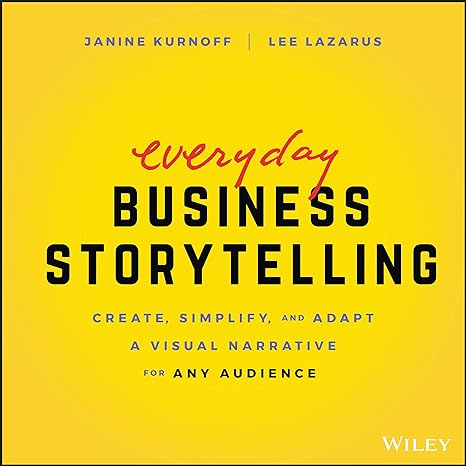 JANINE KURNOFF | LEE LAZARUS
everyday
BUSINESS
STORYTELLING
CREATE, SIMPLIFY, AND ADAPT
A VISUAL NARRATIVE
FOR ANY AUDIENCE
WILEY